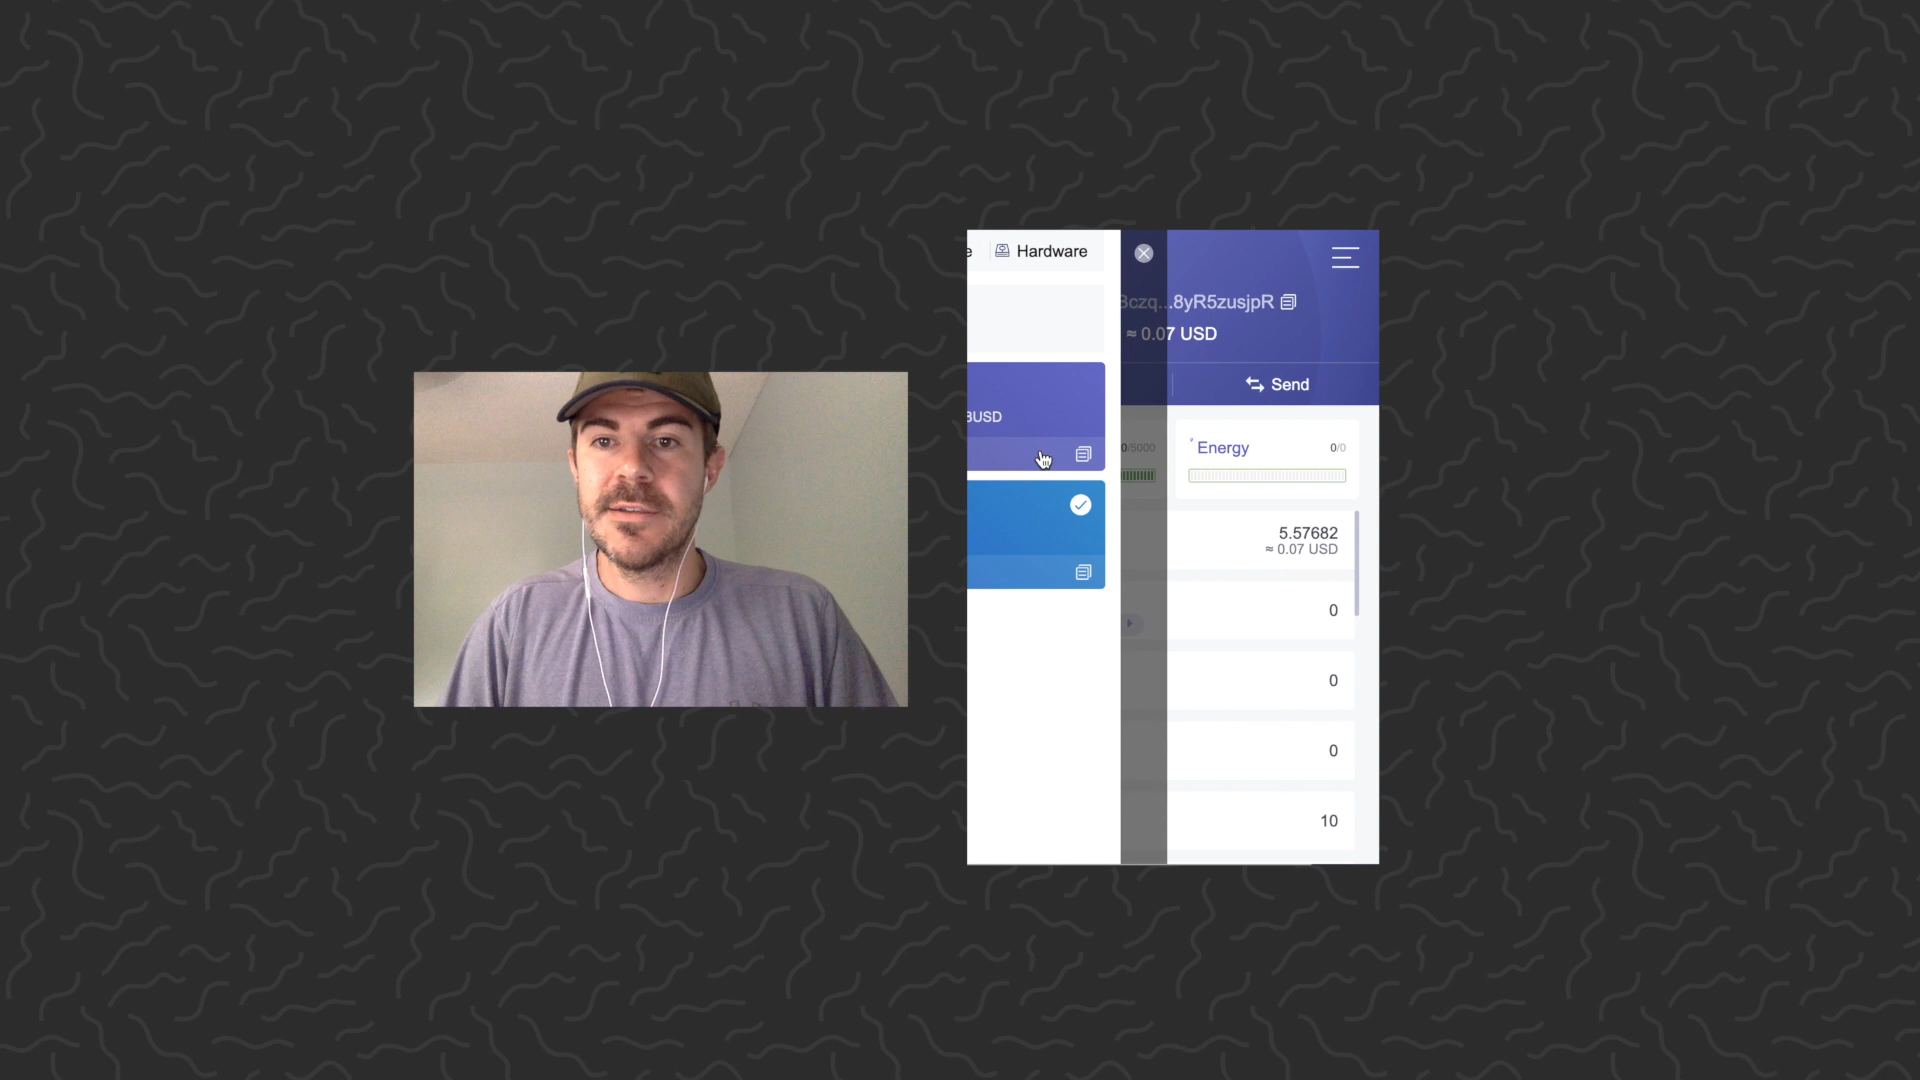 Hardware
...8yR5zusjpR
≈ 0.07 USD
Send
0/5000
Energy
0/0
5.57682
≈ 0.07 USD
0
0
0
10